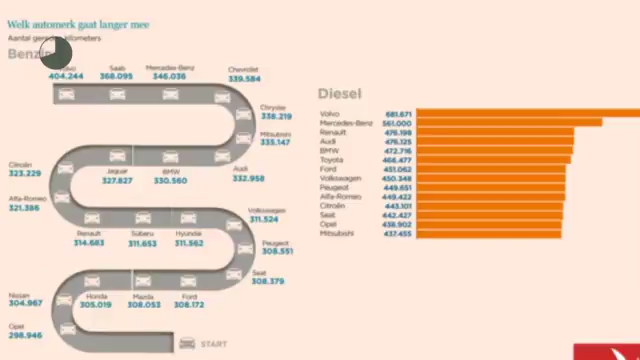 Welk automerk gaat langer mee
Aantal gereden kilometers
Benzine
Volvo 404.244
Saab 368.095
Mercedes-Benz 346.036
Chevrolet 339.584
Chrysler 338.219
Mitsubishi 335.147
Audi 332.958
BMW 330.560
Jaguar 327.827
Citroën 323.229
Alfa-Romeo 321.386
Renault 314.683
Subaru 311.653
Hyundai 311.562
Volkswagen 311.524
Peugeot 308.551
Seat 308.379
Ford 308.172
Mazda 308.053
Honda 305.019
Nissan 304.967
Opel 298.946
START
Diesel
Volvo 681.671
Mercedes-Benz 561.000
Renault 476.198
Audi 476.125
BMW 472.716
Toyota 466.477
Ford 451.062
Volkswagen 450.348
Peugeot 449.651
Alfa-Romeo 449.422
Citroën 443.101
Seat 442.427
Opel 438.902
Mitsubishi 437.455